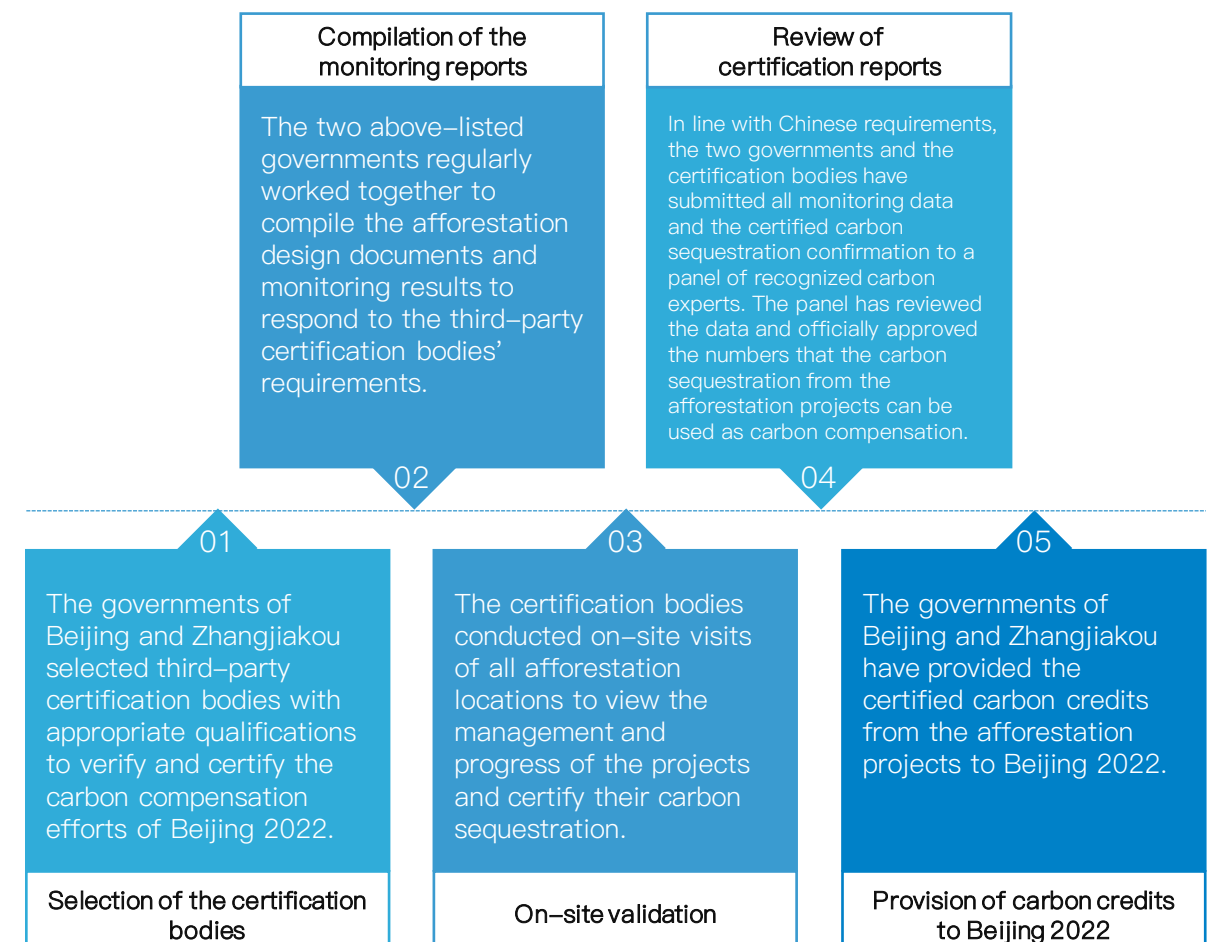 Compilation of the
monitoring reports
The two above–listed
governments regularly
worked together to
compile the afforestation
design documents and
monitoring results to
respond to the third–party
certification bodies’
requirements.
02
Review of
certification reports
In line with Chinese requirements,
the two governments and the
certification bodies have
submitted all monitoring data
and the certified carbon
sequestration confirmation to a
panel of recognized carbon
experts. The panel has reviewed
the data and officially approved
the numbers that the carbon
sequestration from the
afforestation projects can be
used as carbon compensation.
04
01
The governments of
Beijing and Zhangjiakou
selected third–party
certification bodies with
appropriate qualifications
to verify and certify the
carbon compensation
efforts of Beijing 2022.
Selection of the certification
bodies
03
The certification bodies
conducted on–site visits
of all afforestation
locations to view the
management and
progress of the projects
and certify their carbon
sequestration.
On–site validation
05
The governments of
Beijing and Zhangjiakou
have provided the
certified carbon credits
from the afforestation
projects to Beijing 2022.
Provision of carbon credits
to Beijing 2022